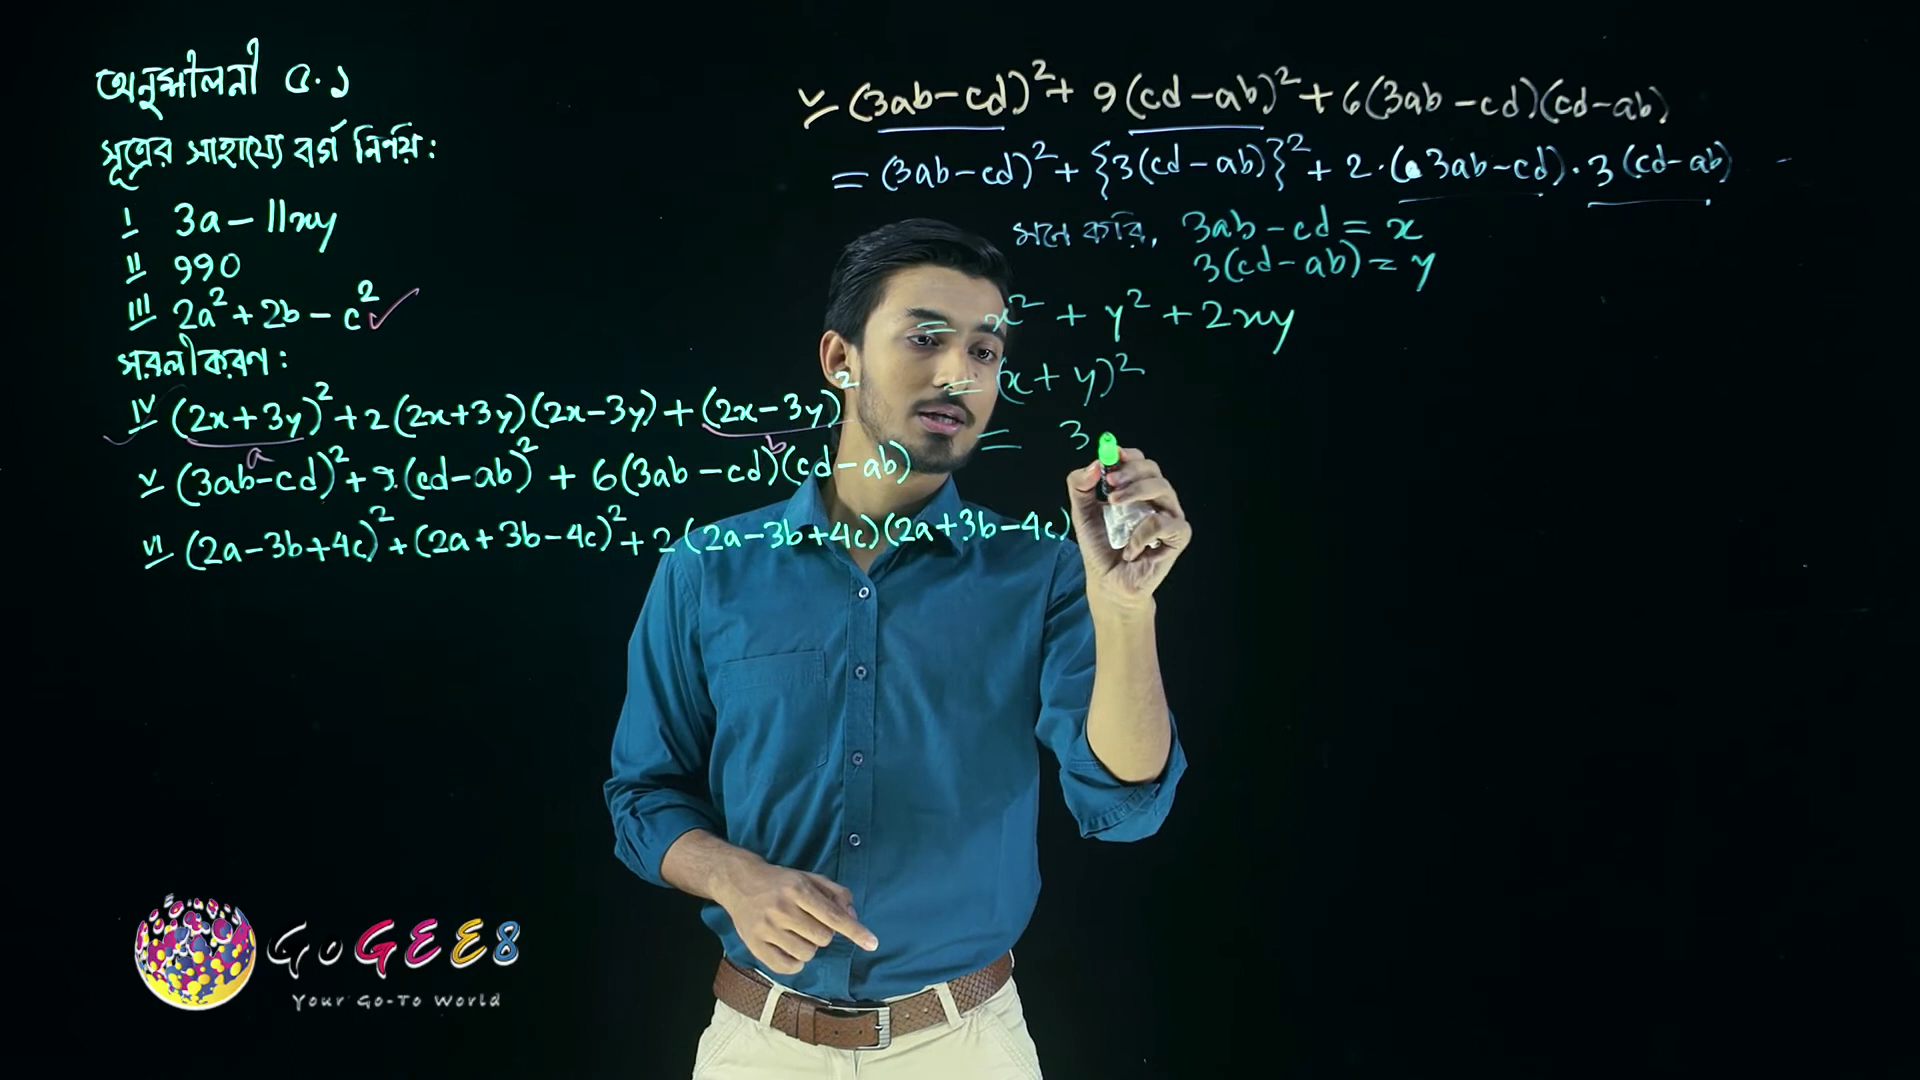 অনুশীলনী ৫.১
সূত্রের সাহায্যে বর্গ নির্ণয়:
I 3a - 11xy
II 990
III 2a² + 2b - c² ✓
সরলীকরণ:
IV (2x+3y)² + 2(2x+3y)(2x-3y) + (2x-3y)²
a b
V (3ab-cd)² + 9(cd-ab)² + 6(3ab-cd)(cd-ab)
VI (2a-3b+4c)² + (2a+3b-4c)² + 2(2a-3b+4c)(2a+3b-4c)
V (3ab-cd)² + 9(cd-ab)² + 6(3ab-cd)(cd-ab)
= (3ab-cd)² + {3(cd-ab)}² + 2.(3ab-cd).3(cd-ab)
মনে করি, 3ab-cd = x
3(cd-ab) = y
= x² + y² + 2xy
= (x+y)²
= 3
GoGEE8
Your Go-To World